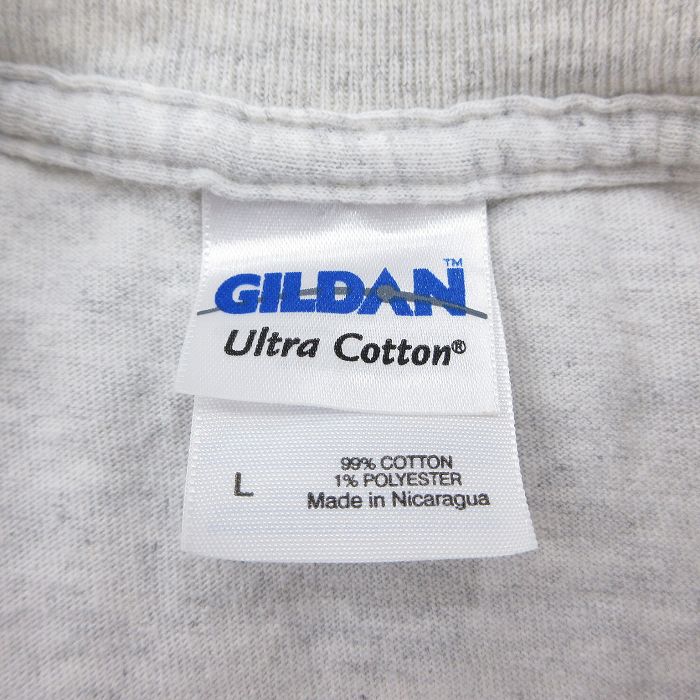 GILDAN™
Ultra Cotton®
L
99% COTTON
1% POLYESTER
Made in Nicaragua